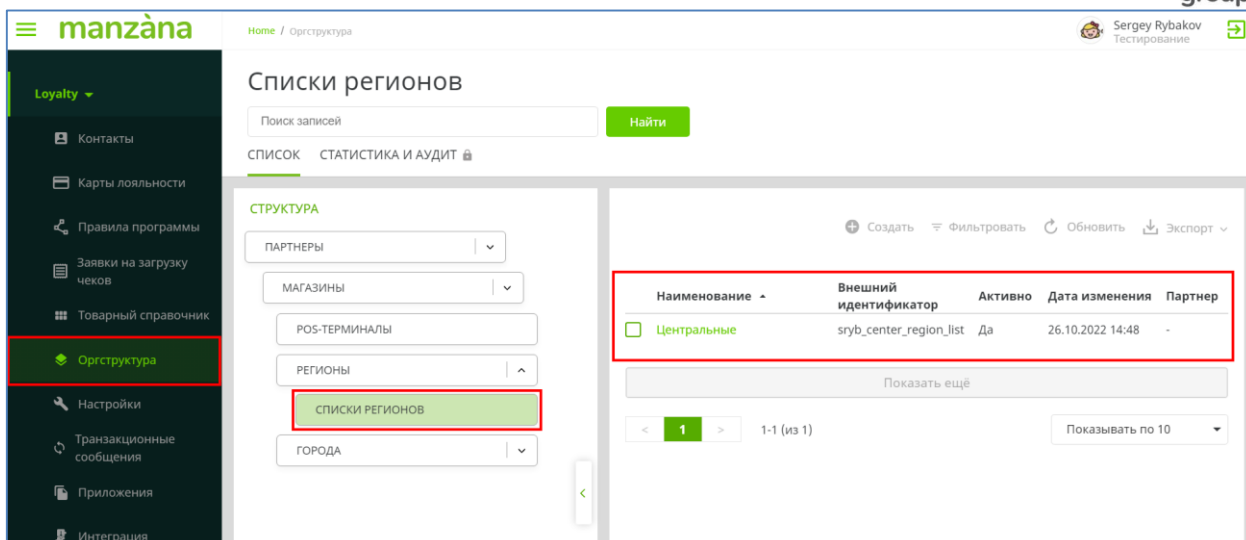 group
manzàna
Home / Оргструктура
Sergey Rybakov
Тестирование
Loyalty
Контакты
Карты лояльности
Правила программы
Заявки на загрузку
чеков
Товарный справочник
Оргструктура
Настройки
Транзакционные
сообщения
Приложения
Интеграция
Списки регионов
Поиск записей
Найти
СПИСОК СТАТИСТИКА И АУДИТ
СТРУКТУРА
ПАРТНЕРЫ
МАГАЗИНЫ
POS-ТЕРМИНАЛЫ
РЕГИОНЫ
СПИСКИ РЕГИОНОВ
ГОРОДА
Создать Фильтровать Обновить Экспорт
Наименование Внешний идентификатор Активно Дата изменения Партнер
Центральные sryb_center_region_list Да 26.10.2022 14:48 -
Показать ещё
< 1 > 1-1 (из 1) Показывать по 10